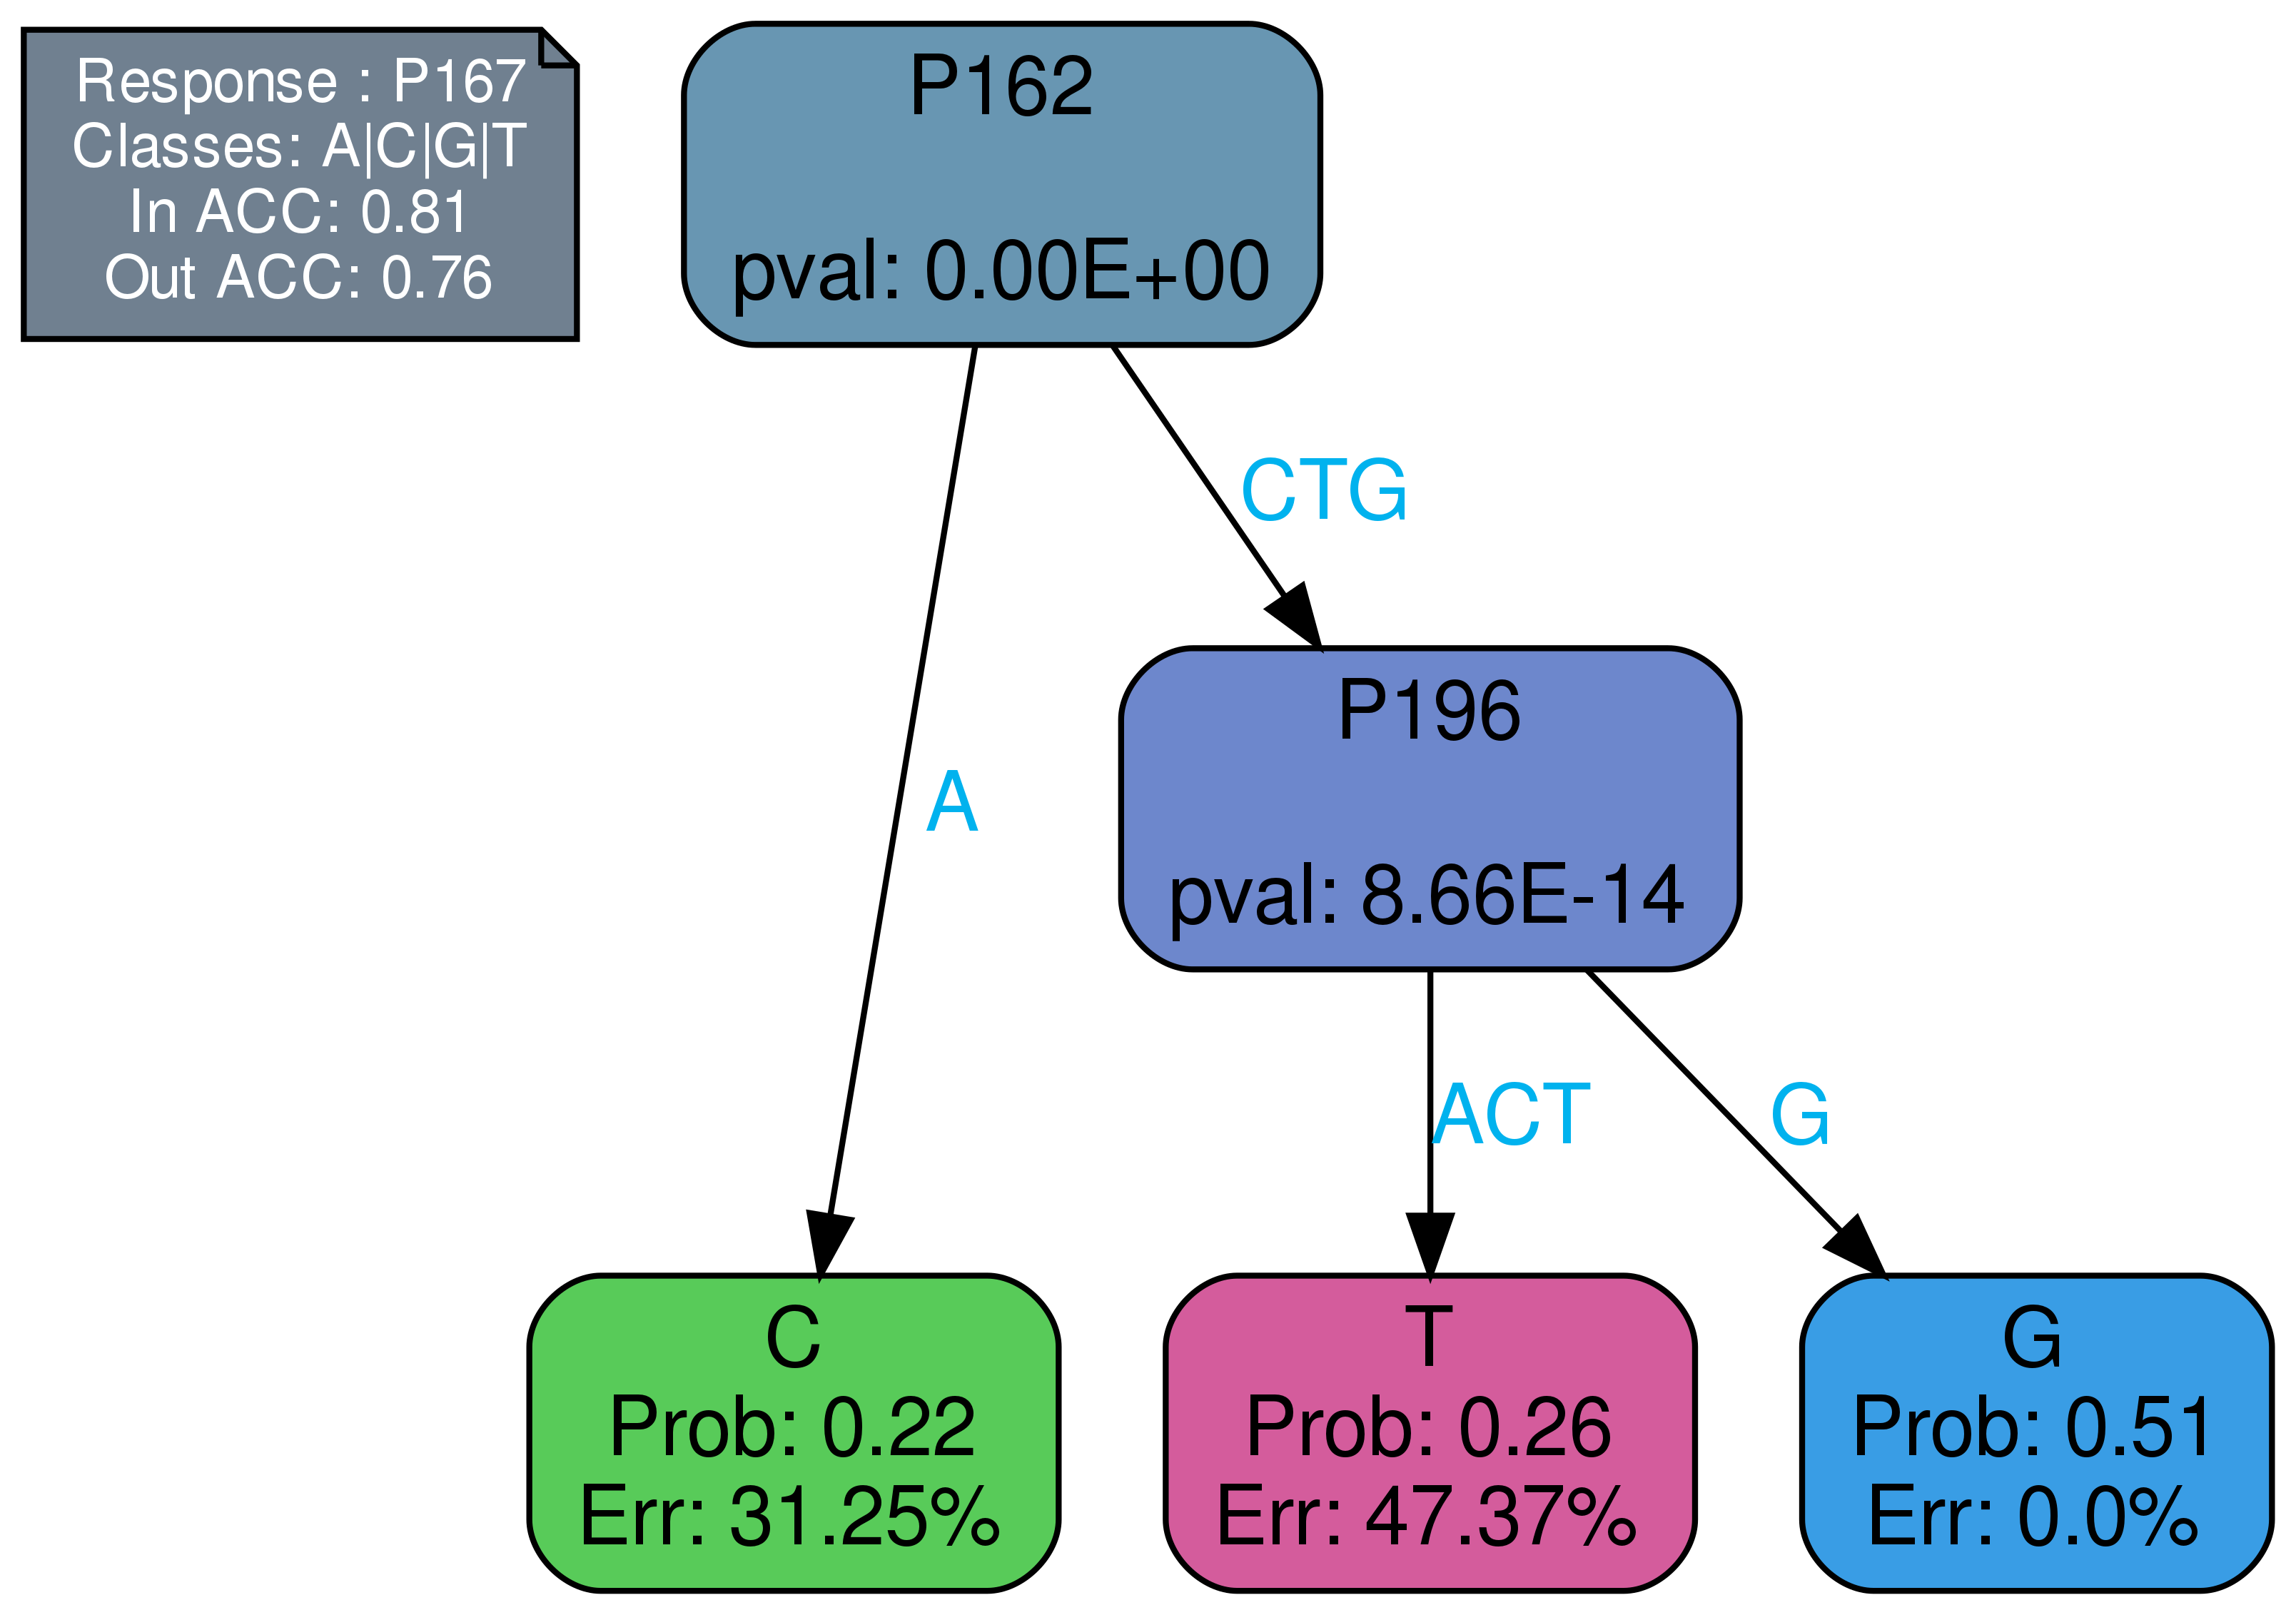 Response : P167
Classes: A|C|G|T
In ACC: 0.81
Out ACC: 0.76
P162
pval: 0.00E+00
CTG
P196
pval: 8.66E-14
A
ACT
G
C
Prob: 0.22
Err: 31.25%
T
Prob: 0.26
Err: 47.37%
G
Prob: 0.51
Err: 0.0%